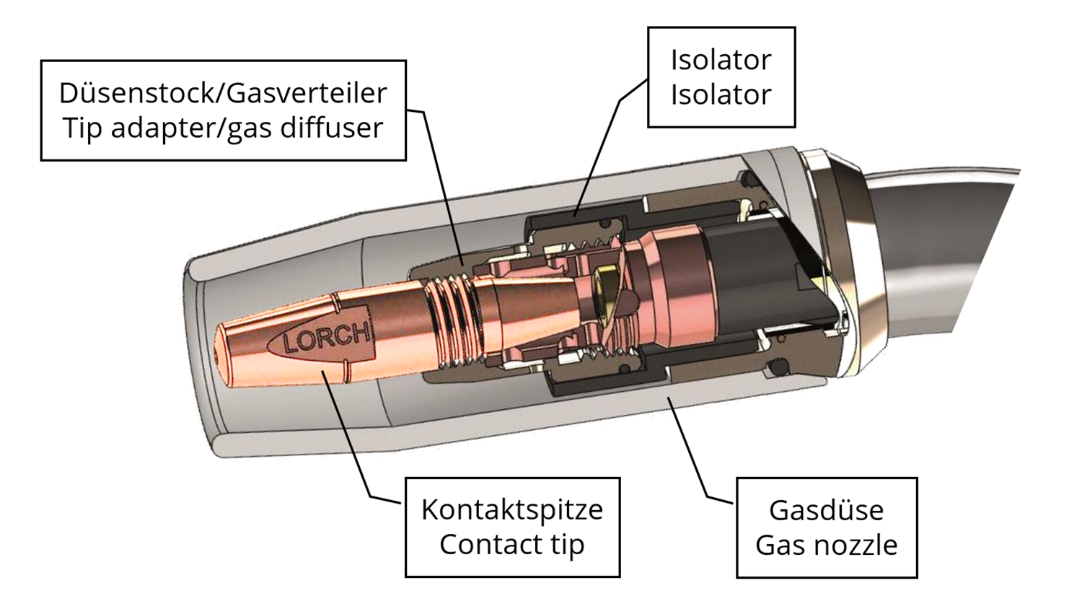 Isolator
Isolator
Düsenstock/Gasverteiler
Tip adapter/gas diffuser
LORCH
Kontaktspitze
Contact tip
Gasdüse
Gas nozzle